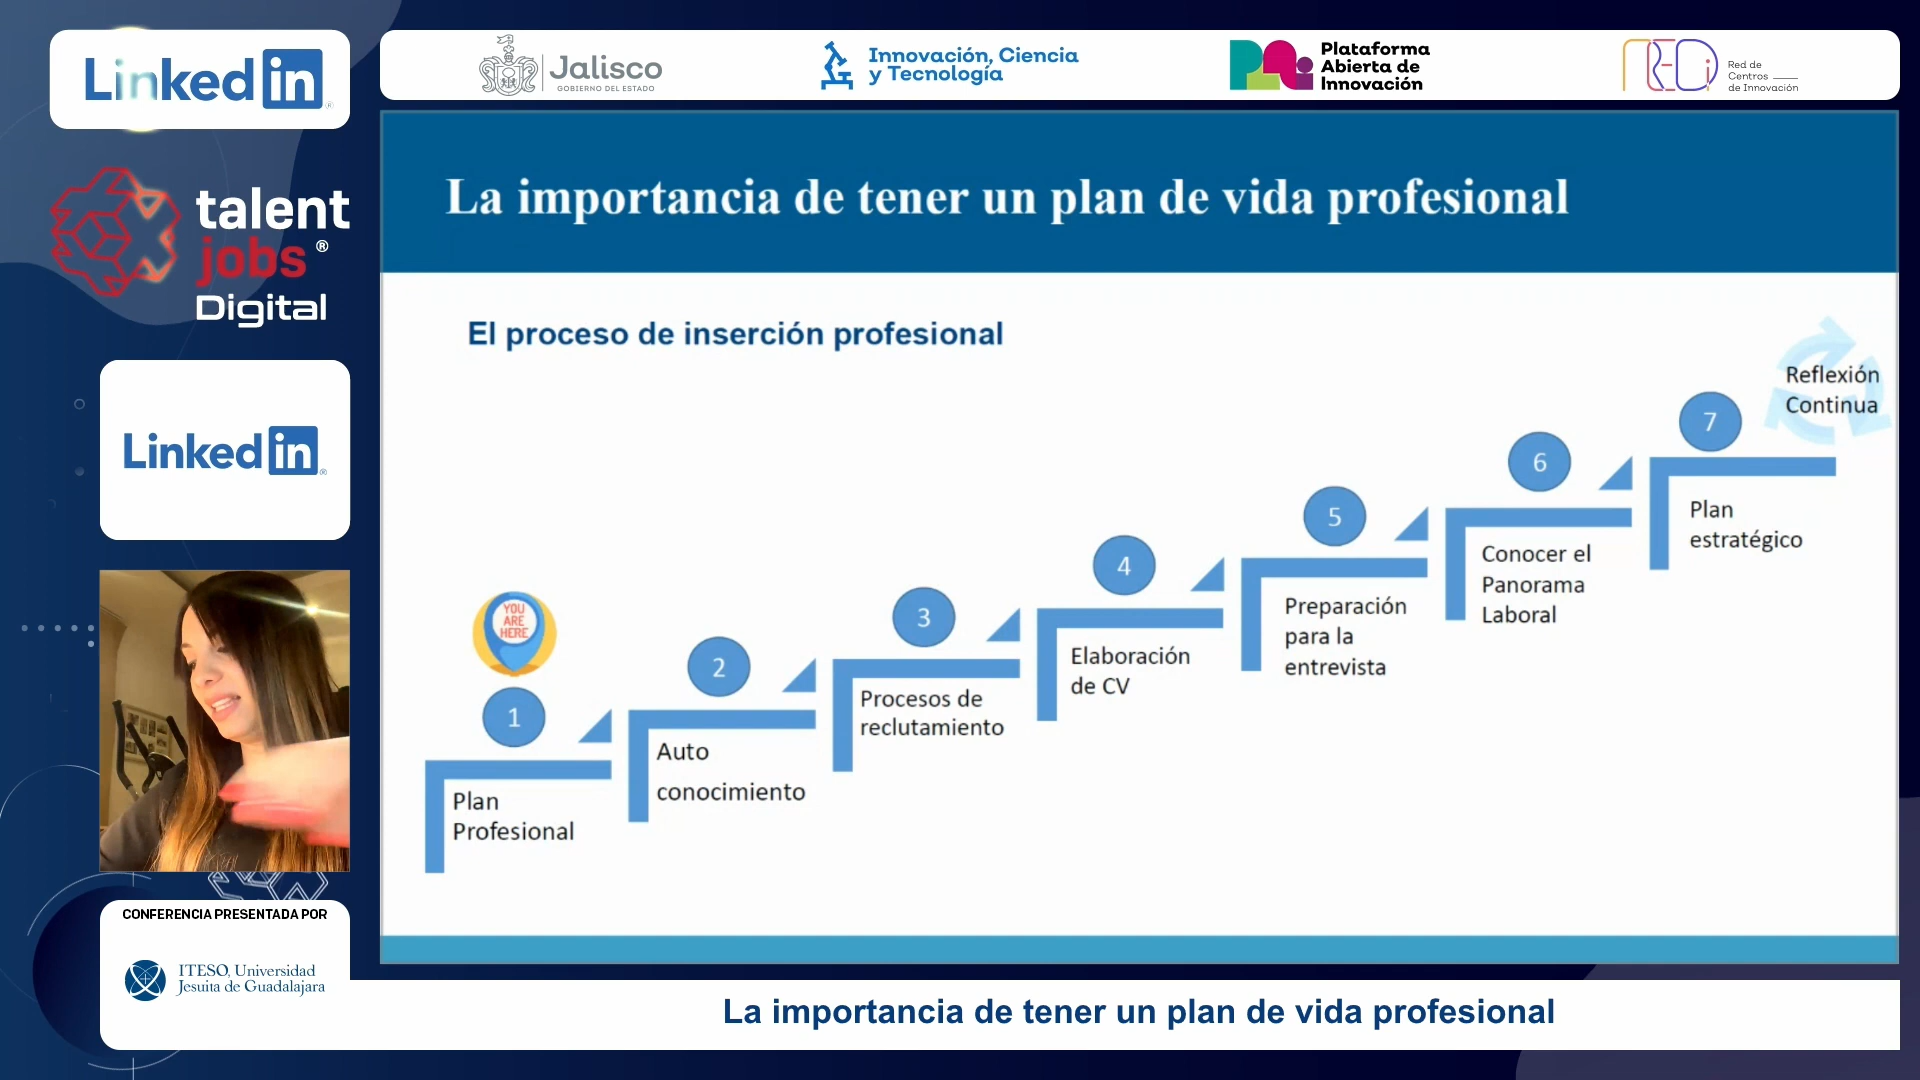 Linked in
Jalisco
GOBIERNO DEL ESTADO
Innovación, Ciencia
y Tecnología
Plataforma
Abierta de
Innovación
REDi
Red de
Centros
de Innovación
talent
jobs ®
Digital
Linked in
La importancia de tener un plan de vida profesional
El proceso de inserción profesional
YOU
ARE
HERE
1
Plan
Profesional
2
Auto
conocimiento
3
Procesos de
reclutamiento
4
Elaboración
de CV
5
Preparación
para la
entrevista
6
Conocer el
Panorama
Laboral
7
Plan
estratégico
Reflexión
Continua
CONFERENCIA PRESENTADA POR
ITESO, Universidad
Jesuita de Guadalajara
La importancia de tener un plan de vida profesional